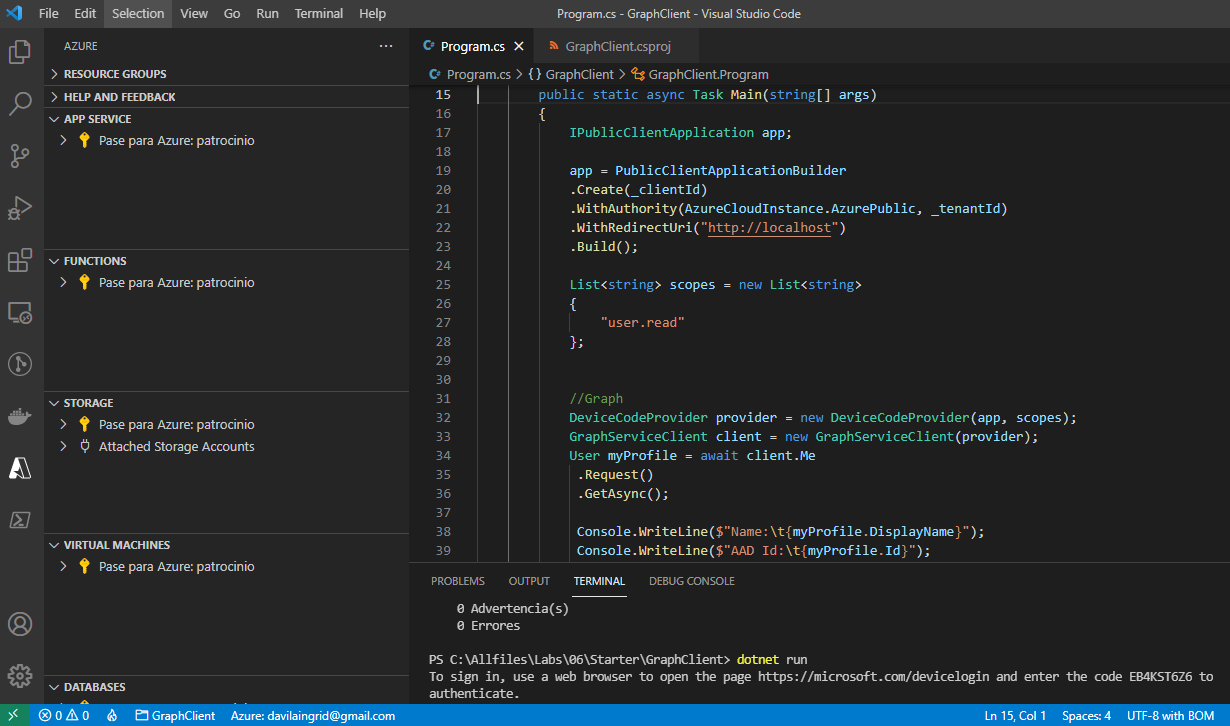 File Edit Selection View Go Run Terminal Help Program.cs - GraphClient - Visual Studio Code
AZURE ···
RESOURCE GROUPS
HELP AND FEEDBACK
APP SERVICE
Pase para Azure: patrocinio
FUNCTIONS
Pase para Azure: patrocinio
STORAGE
Pase para Azure: patrocinio
Attached Storage Accounts
VIRTUAL MACHINES
Pase para Azure: patrocinio
DATABASES
Program.cs GraphClient.csproj
Program.cs > {} GraphClient > GraphClient.Program
15 public static async Task Main(string[] args)
16 {
17 IPublicClientApplication app;
18
19 app = PublicClientApplicationBuilder
20 .Create(_clientId)
21 .WithAuthority(AzureCloudInstance.AzurePublic, _tenantId)
22 .WithRedirectUri("http://localhost")
23 .Build();
24
25 List<string> scopes = new List<string>
26 {
27 "user.read"
28 };
29
30
31 //Graph
32 DeviceCodeProvider provider = new DeviceCodeProvider(app, scopes);
33 GraphServiceClient client = new GraphServiceClient(provider);
34 User myProfile = await client.Me
35 .Request()
36 .GetAsync();
37
38 Console.WriteLine($"Name:\t{myProfile.DisplayName}");
39 Console.WriteLine($"AAD Id:\t{myProfile.Id}");
PROBLEMS OUTPUT TERMINAL DEBUG CONSOLE
0 Advertencia(s)
0 Errores
PS C:\Allfiles\Labs\06\Starter\GraphClient> dotnet run
To sign in, use a web browser to open the page https://microsoft.com/devicelogin and enter the code EB4KST6Z6 to
authenticate.
0 0 GraphClient Azure: davilaingrid@gmail.com Ln 15, Col 1 Spaces: 4 UTF-8 with BOM